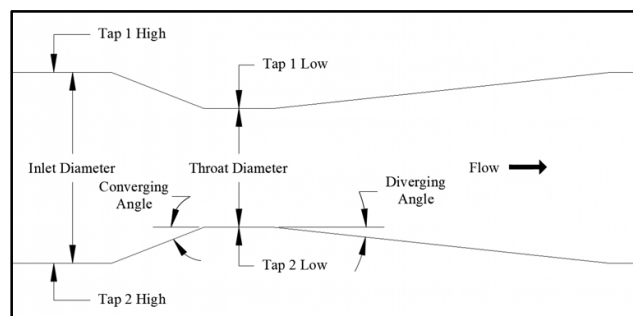 Tap 1 High
Tap 1 Low
Inlet Diameter
Throat Diameter
Flow
Converging
Angle
Diverging
Angle
Tap 2 Low
Tap 2 High